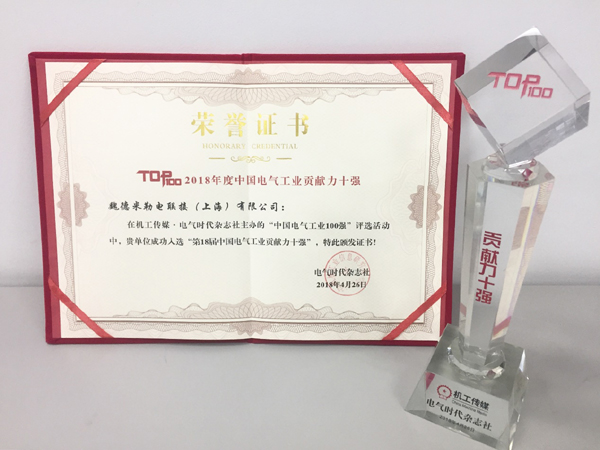 荣誉证书
HONORARY CREDENTIAL
TOP100 2018年度中国电气工业贡献力十强
魏德米勒电联接（上海）有限公司：
在机工传媒·电气时代杂志社主办的“中国电气工业100强”评选活动
中，贵单位成功入选“第18届中国电气工业贡献力十强”，特此颁发证书！
电气时代杂志社
2018年4月26日
TOP100
贡献力十强
机工传媒
China Machine Media
电气时代杂志社